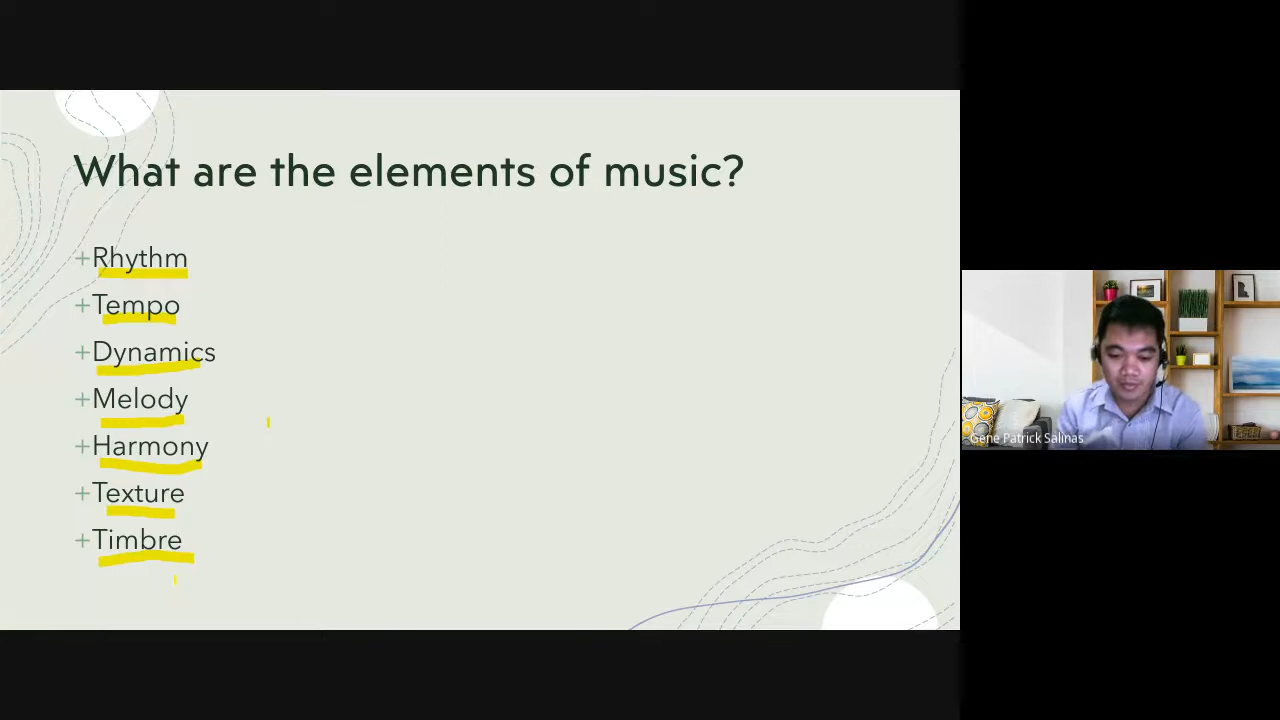 What are the elements of music?
+Rhythm
+Tempo
+Dynamics
+Melody
+Harmony
+Texture
+Timbre
Gene Patrick Salinas